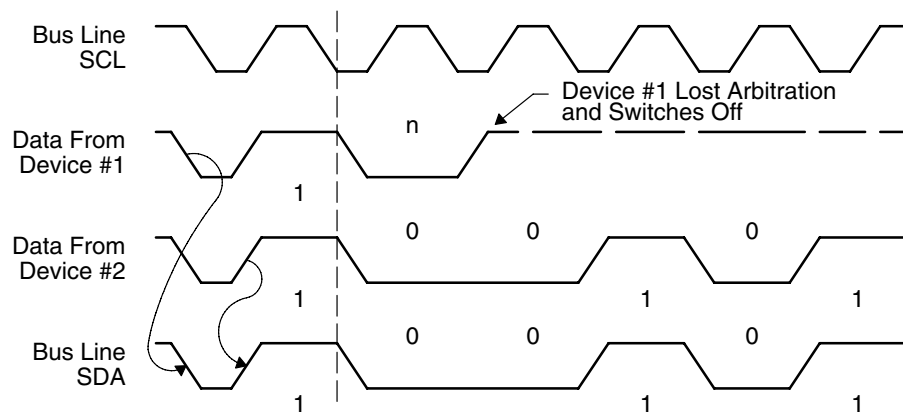 Bus Line
SCL
Device #1 Lost Arbitration
and Switches Off
n
Data From
Device #1
1
0 0 0
Data From
Device #2
1 1 1
0 0 0
Bus Line
SDA
1 1 1